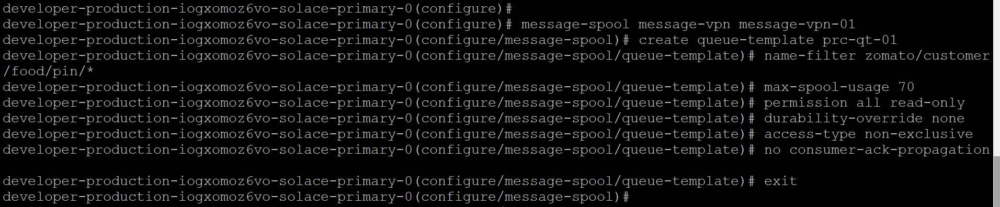 developer-production-iogxomoz6vo-solace-primary-0(configure)#
developer-production-iogxomoz6vo-solace-primary-0(configure)# message-spool message-vpn message-vpn-01
developer-production-iogxomoz6vo-solace-primary-0(configure/message-spool)# create queue-template prc-qt-01
developer-production-iogxomoz6vo-solace-primary-0(configure/message-spool/queue-template)# name-filter zomato/customer
/food/pin/*
developer-production-iogxomoz6vo-solace-primary-0(configure/message-spool/queue-template)# max-spool-usage 70
developer-production-iogxomoz6vo-solace-primary-0(configure/message-spool/queue-template)# permission all read-only
developer-production-iogxomoz6vo-solace-primary-0(configure/message-spool/queue-template)# durability-override none
developer-production-iogxomoz6vo-solace-primary-0(configure/message-spool/queue-template)# access-type non-exclusive
developer-production-iogxomoz6vo-solace-primary-0(configure/message-spool/queue-template)# no consumer-ack-propagation
developer-production-iogxomoz6vo-solace-primary-0(configure/message-spool/queue-template)# exit
developer-production-iogxomoz6vo-solace-primary-0(configure/message-spool)#